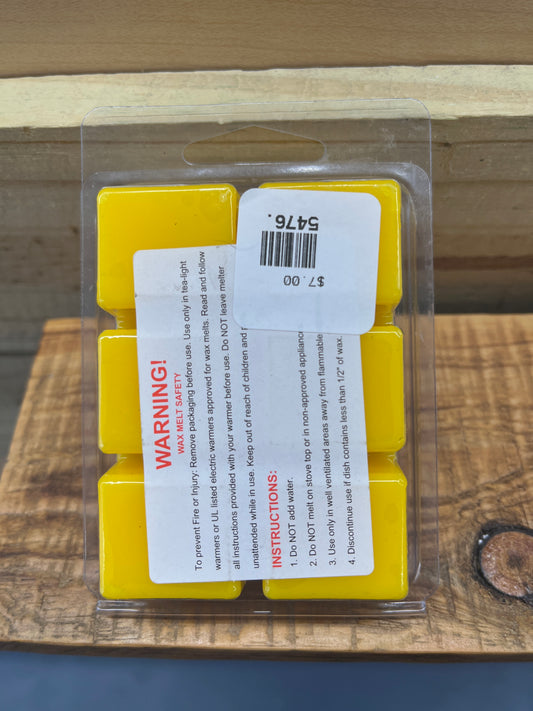 WARNING!
WAX MELT SAFETY
To prevent Fire or Injury: Remove packaging before use. Use only in tea-light
warmers or UL listed electric warmers approved for wax melts. Read and follow
all instructions provided with your warmer before use. Do NOT leave melter
unattended while in use. Keep out of reach of children and
INSTRUCTIONS:
1. Do NOT add water.
2. Do NOT melt on stove top or in non-approved
3. Use only in well ventilated areas away from flammable
4. Discontinue use if dish contains less than 1/2" of wax.
5476.
$7.00